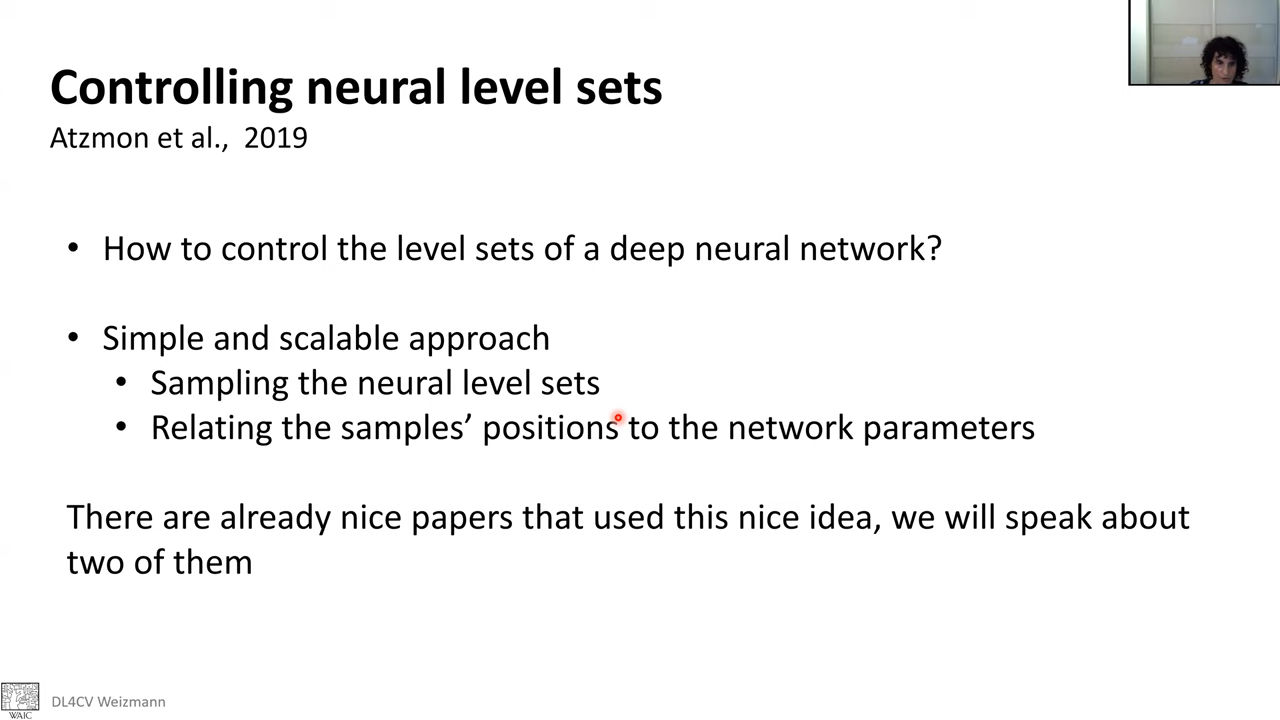 Controlling neural level sets
Atzmon et al., 2019
• How to control the level sets of a deep neural network?
• Simple and scalable approach
• Sampling the neural level sets
• Relating the samples’ positions to the network parameters
There are already nice papers that used this nice idea, we will speak about
two of them
WAIC
DL4CV Weizmann